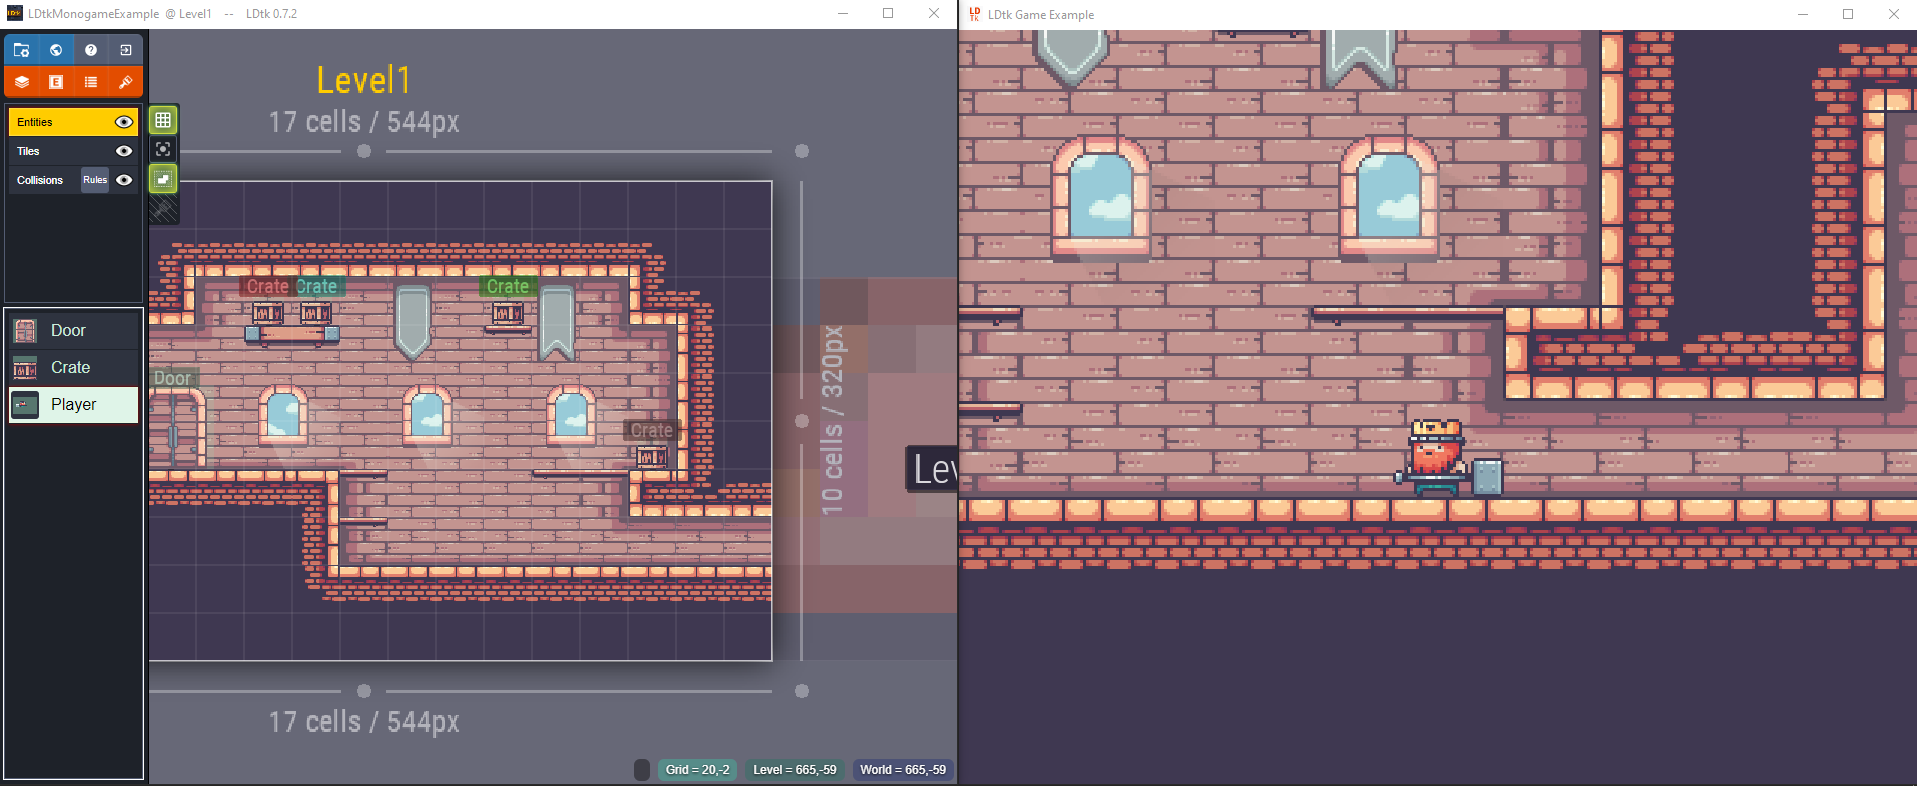 LDtkMonogameExample @ Level1 -- LDtk 0.7.2
LDtk Game Example
Level1
17 cells / 544px
Entities
Tiles
Collisions Rules
Crate Crate Crate
Door
Crate
10 cells / 320px
Lev
Door
Crate
Player
17 cells / 544px
Grid = 20,-2 Level = 665,-59 World = 665,-59